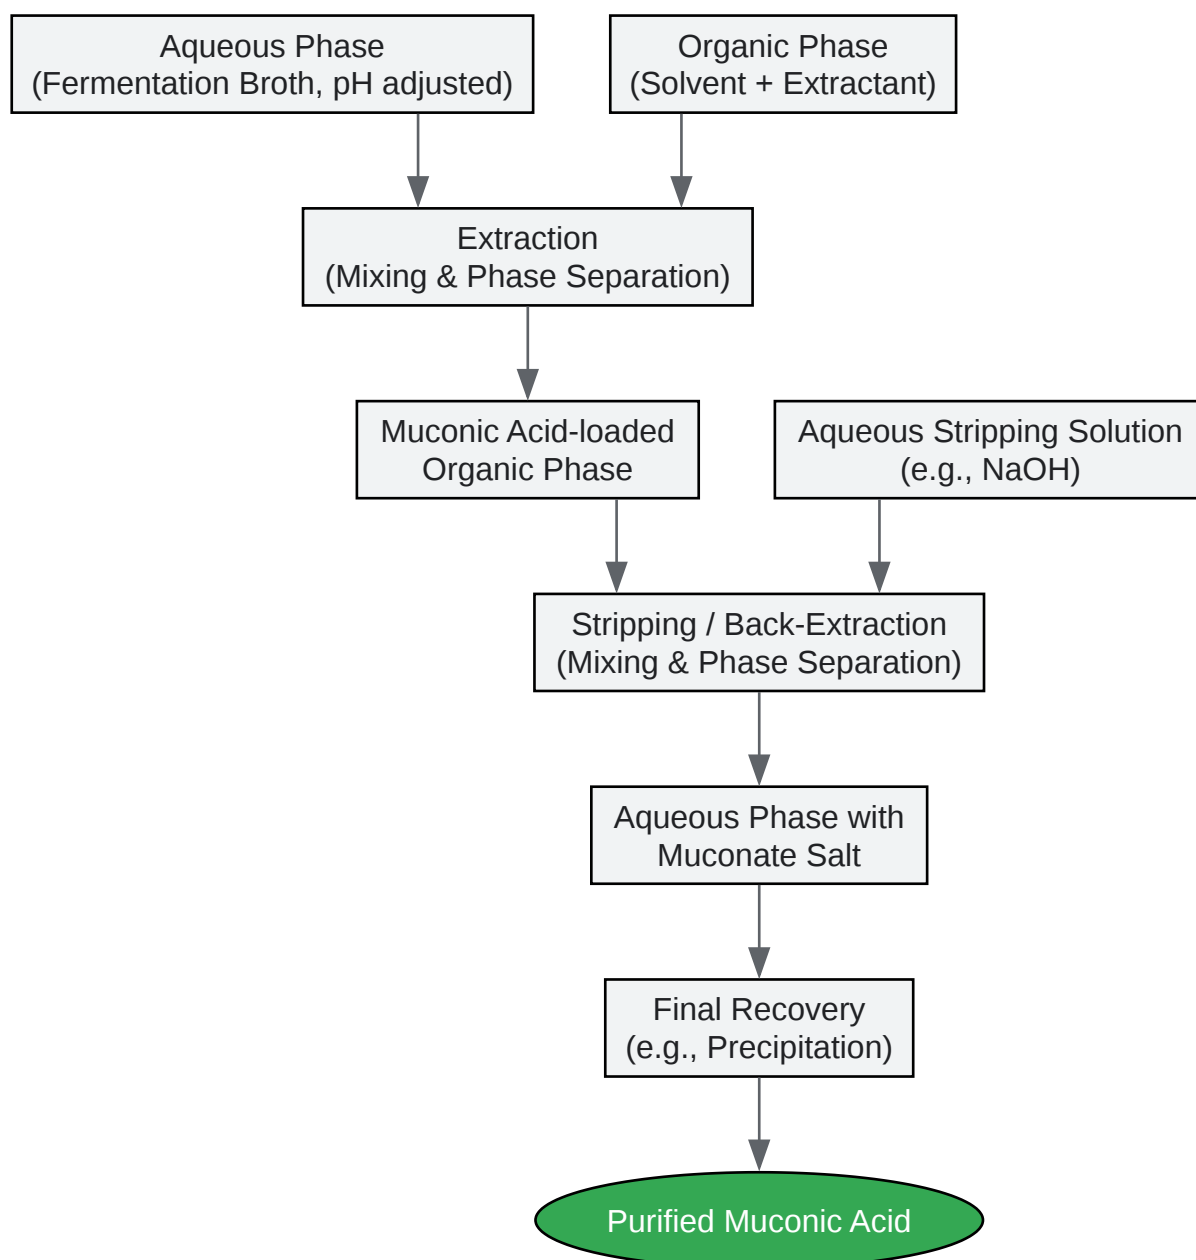 Aqueous Phase
(Fermentation Broth, pH adjusted)
Organic Phase
(Solvent + Extractant)
Extraction
(Mixing & Phase Separation)
Muconic Acid-loaded
Organic Phase
Aqueous Stripping Solution
(e.g., NaOH)
Stripping / Back-Extraction
(Mixing & Phase Separation)
Aqueous Phase with
Muconate Salt
Final Recovery
(e.g., Precipitation)
Purified Muconic Acid